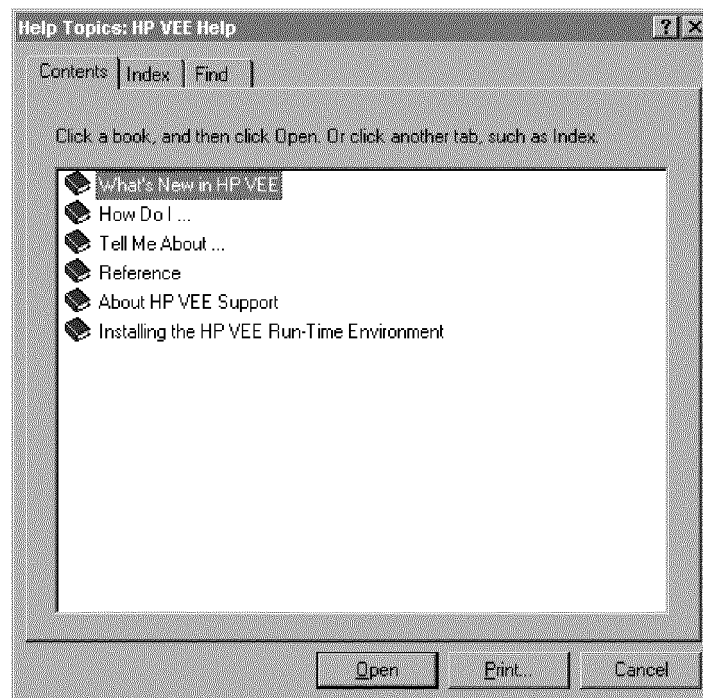 Help Topics: HP VEE Help
Contents Index Find
Click a book, and then click Open. Or click another tab, such as Index.
What's New in HP VEE
How Do I ...
Tell Me About ...
Reference
About HP VEE Support
Installing the HP VEE Run-Time Environment
Open Print... Cancel